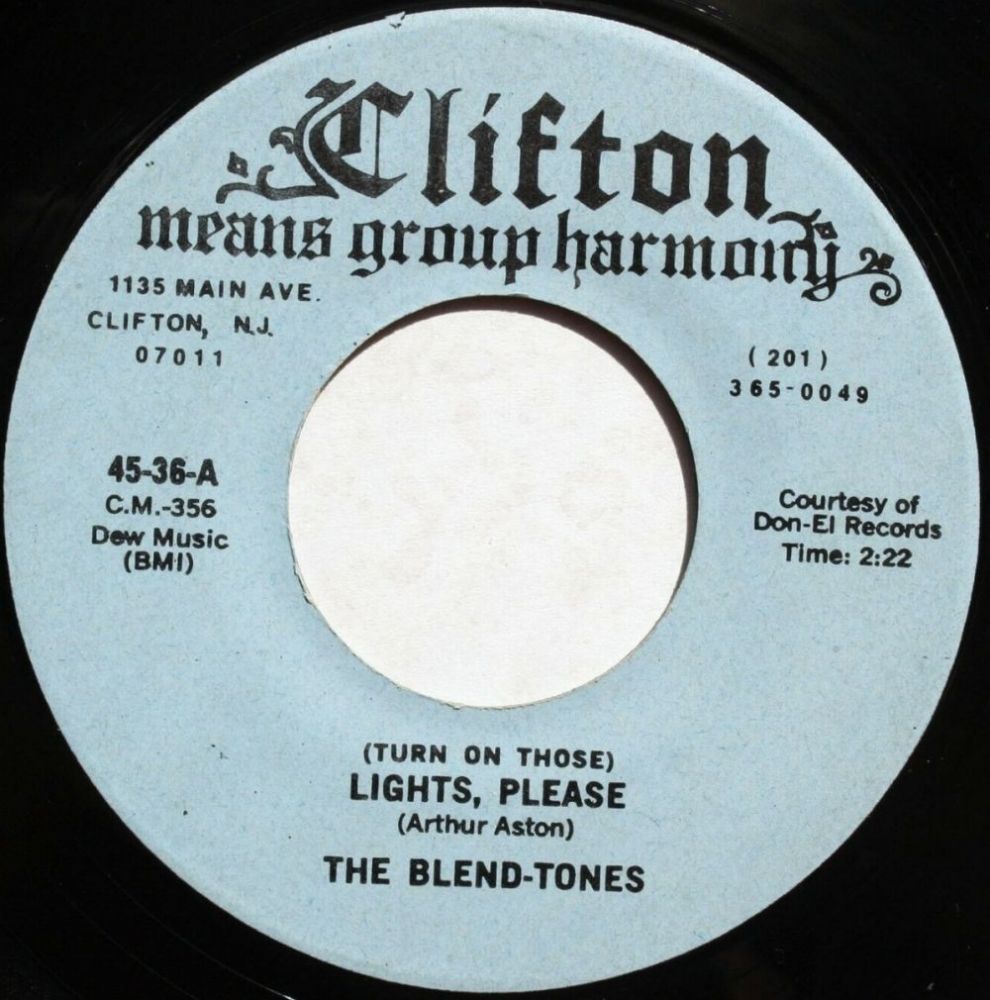 Clifton
means group harmony
1135 MAIN AVE.
CLIFTON, N.J.
07011
(201)
365-0049
45-36-A
C.M.-356
Dew Music
(BMI)
Courtesy of
Don-El Records
Time: 2:22
(TURN ON THOSE)
LIGHTS, PLEASE
(Arthur Aston)
THE BLEND-TONES